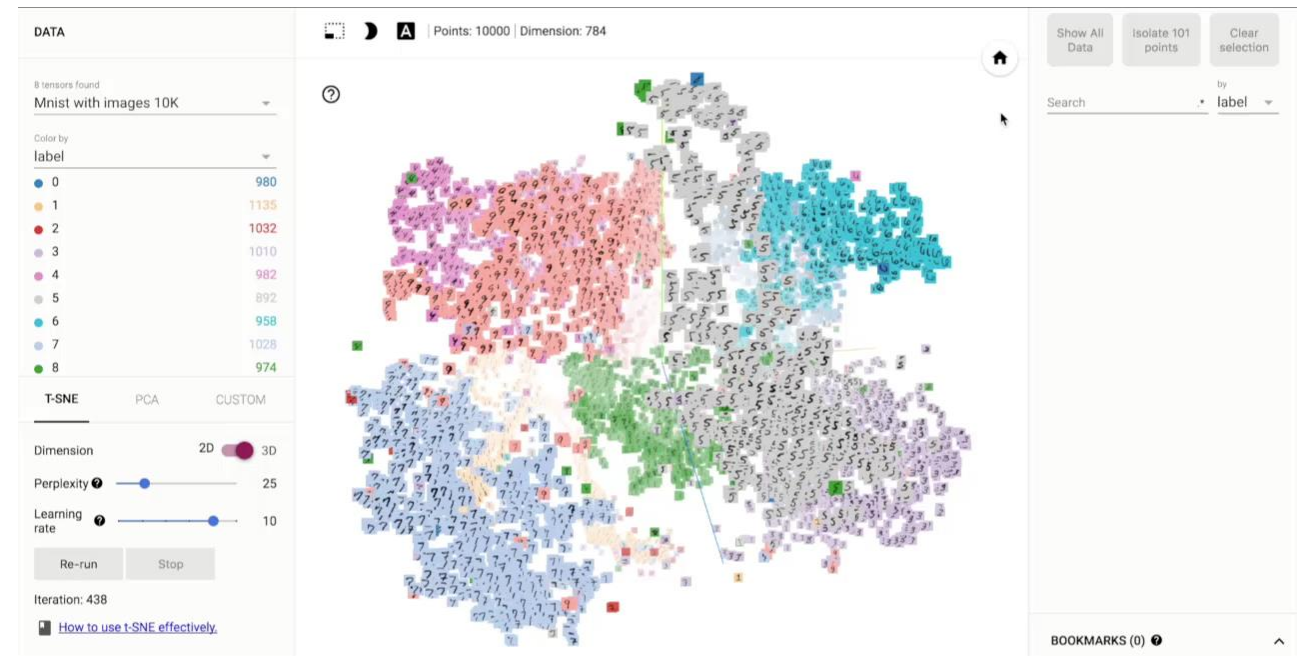 DATA
8 tensors found
Mnist with images 10K
Color by
label
0 980
1 1135
2 1032
3 1010
4 982
5 892
6 958
7 1028
8 974
T-SNE PCA CUSTOM
Dimension 2D 3D
Perplexity 25
Learning rate 10
Re-run Stop
Iteration: 438
How to use t-SNE effectively.
A Points: 10000 Dimension: 784
Show All Data
Isolate 101 points
Clear selection
Search .* by label
BOOKMARKS (0)